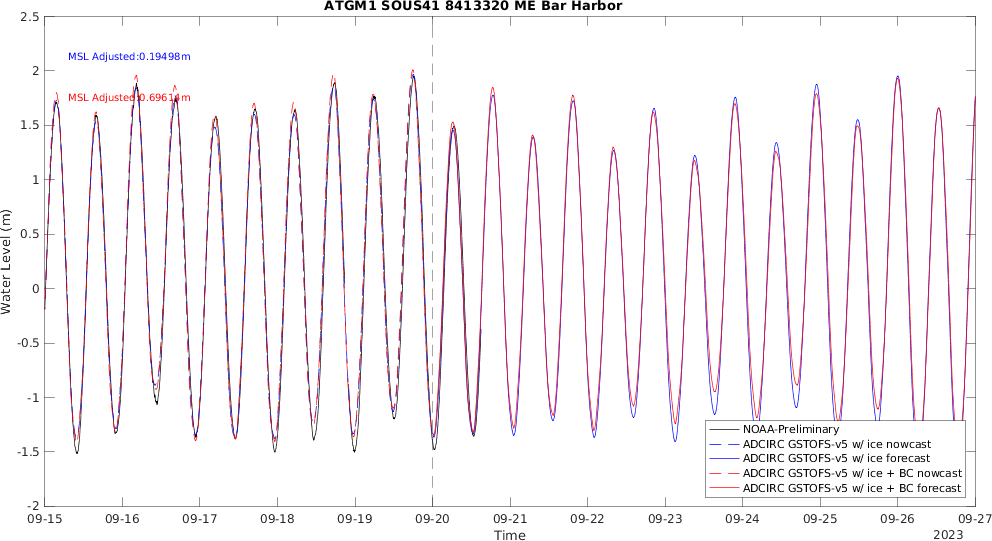 ATGM1 SOUS41 8413320 ME Bar Harbor
2.5
2
1.5
1
0.5
0
-0.5
-1
-1.5
-2
Water Level (m)
MSL Adjusted:0.19498m
MSL Adjusted:0.69614m
NOAA-Preliminary
ADCIRC GSTOFS-v5 w/ ice nowcast
ADCIRC GSTOFS-v5 w/ ice forecast
ADCIRC GSTOFS-v5 w/ ice + BC nowcast
ADCIRC GSTOFS-v5 w/ ice + BC forecast
09-15 09-16 09-17 09-18 09-19 09-20 09-21 09-22 09-23 09-24 09-25 09-26 09-27
Time
2023